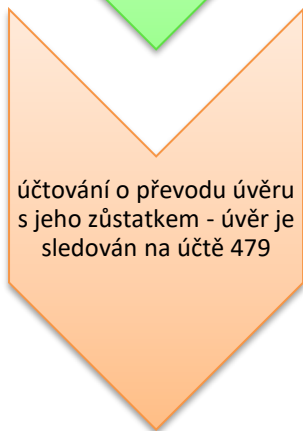 účtování o převodu úvěru
s jeho zůstatkem - úvěr je
sledován na účtě 479